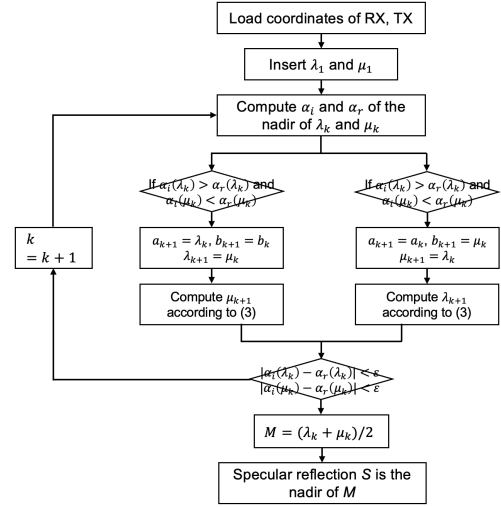 Load coordinates of RX, TX
Insert λ₁ and μ₁
Compute αᵢ and αᵣ of the
nadir of λₖ and μₖ
If αᵢ(λₖ) > αᵣ(λₖ) and
αᵢ(μₖ) < αᵣ(μₖ)
If αᵢ(λₖ) > αᵣ(λₖ) and
αᵢ(μₖ) < αᵣ(μₖ)
k
= k + 1
aₖ₊₁ = λₖ, bₖ₊₁ = bₖ
λₖ₊₁ = μₖ
aₖ₊₁ = aₖ, bₖ₊₁ = μₖ
μₖ₊₁ = λₖ
Compute μₖ₊₁
according to (3)
Compute λₖ₊₁
according to (3)
|αᵢ(λₖ) − αᵣ(λₖ)| < ε
|αᵢ(μₖ) − αᵣ(μₖ)| < ε
M = (λₖ + μₖ)/2
Specular reflection S is the
nadir of M